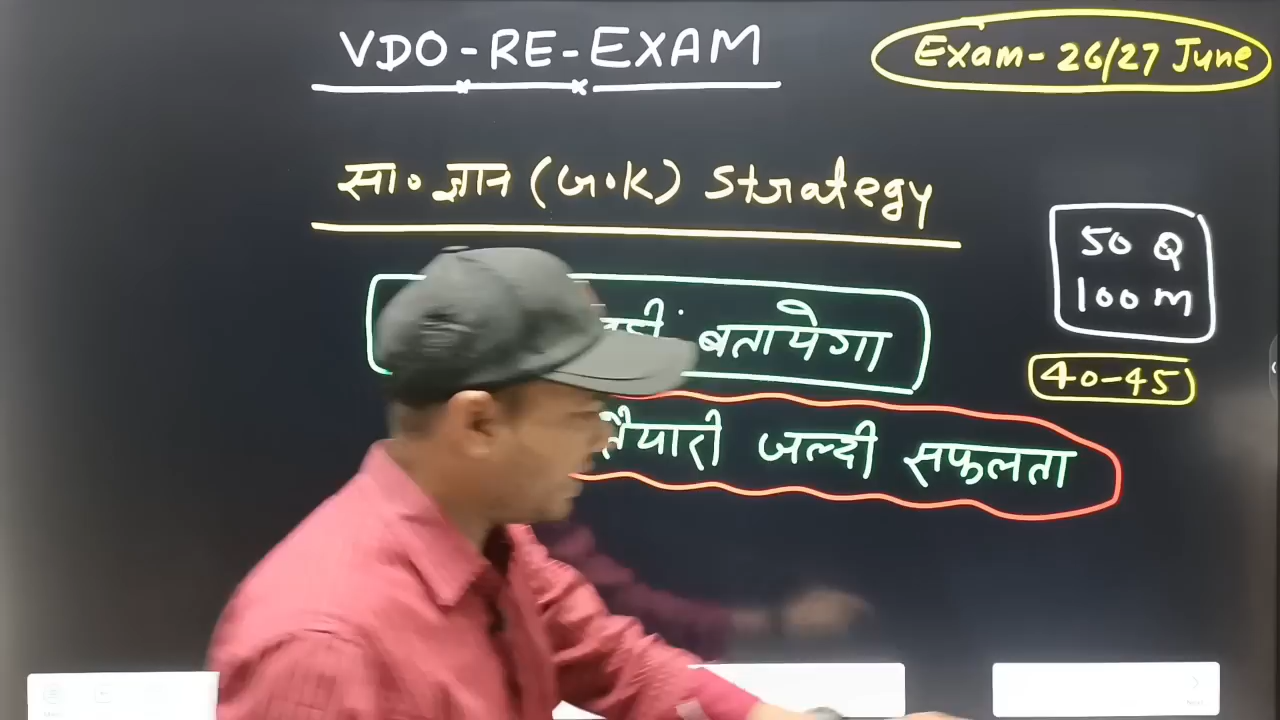 VDO-RE-EXAM
Exam- 26/27 June
सा० ज्ञान (G.K) Strategy
50 Q
100 m
बतायेगा
40-45
तैयारी जल्दी सफलता